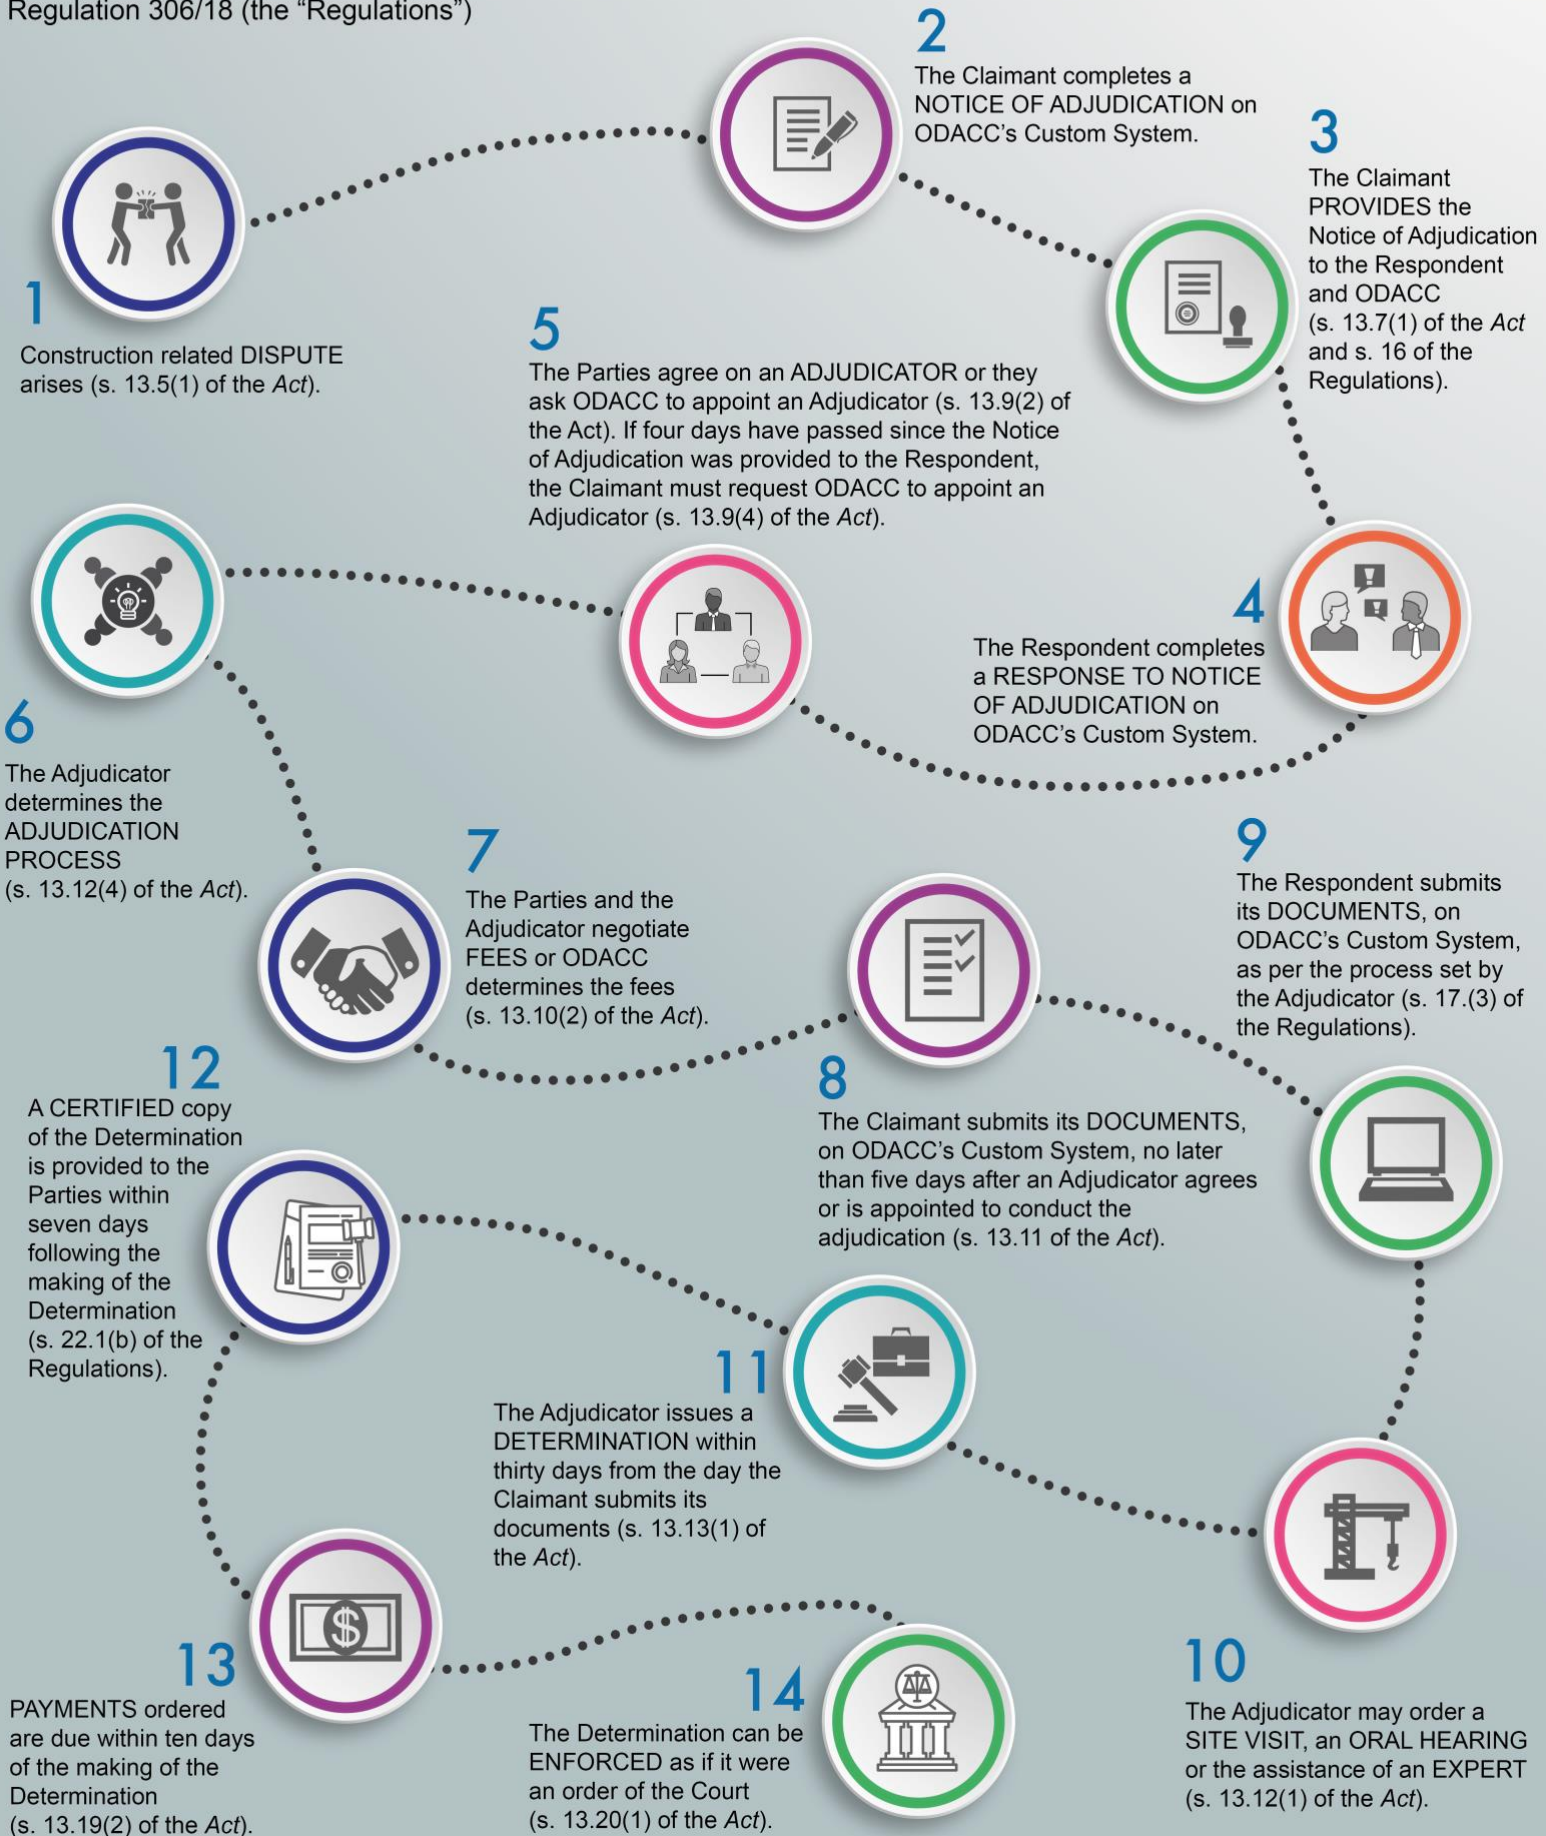 Regulation 306/18 (the “Regulations”)
1
Construction related DISPUTE
arises (s. 13.5(1) of the Act).
2
The Claimant completes a
NOTICE OF ADJUDICATION on
ODACC’s Custom System.
3
The Claimant
PROVIDES the
Notice of Adjudication
to the Respondent
and ODACC
(s. 13.7(1) of the Act
and s. 16 of the
Regulations).
4
The Respondent completes
a RESPONSE TO NOTICE
OF ADJUDICATION on
ODACC’s Custom System.
5
The Parties agree on an ADJUDICATOR or they
ask ODACC to appoint an Adjudicator (s. 13.9(2) of
the Act). If four days have passed since the Notice
of Adjudication was provided to the Respondent,
the Claimant must request ODACC to appoint an
Adjudicator (s. 13.9(4) of the Act).
6
The Adjudicator
determines the
ADJUDICATION
PROCESS
(s. 13.12(4) of the Act).
7
The Parties and the
Adjudicator negotiate
FEES or ODACC
determines the fees
(s. 13.10(2) of the Act).
8
The Claimant submits its DOCUMENTS,
on ODACC’s Custom System, no later
than five days after an Adjudicator agrees
or is appointed to conduct the
adjudication (s. 13.11 of the Act).
9
The Respondent submits
its DOCUMENTS, on
ODACC’s Custom System,
as per the process set by
the Adjudicator (s. 17.(3) of
the Regulations).
10
The Adjudicator may order a
SITE VISIT, an ORAL HEARING
or the assistance of an EXPERT
(s. 13.12(1) of the Act).
11
The Adjudicator issues a
DETERMINATION within
thirty days from the day the
Claimant submits its
documents (s. 13.13(1) of
the Act).
12
A CERTIFIED copy
of the Determination
is provided to the
Parties within
seven days
following the
making of the
Determination
(s. 22.1(b) of the
Regulations).
13
PAYMENTS ordered
are due within ten days
of the making of the
Determination
(s. 13.19(2) of the Act).
14
The Determination can be
ENFORCED as if it were
an order of the Court
(s. 13.20(1) of the Act).